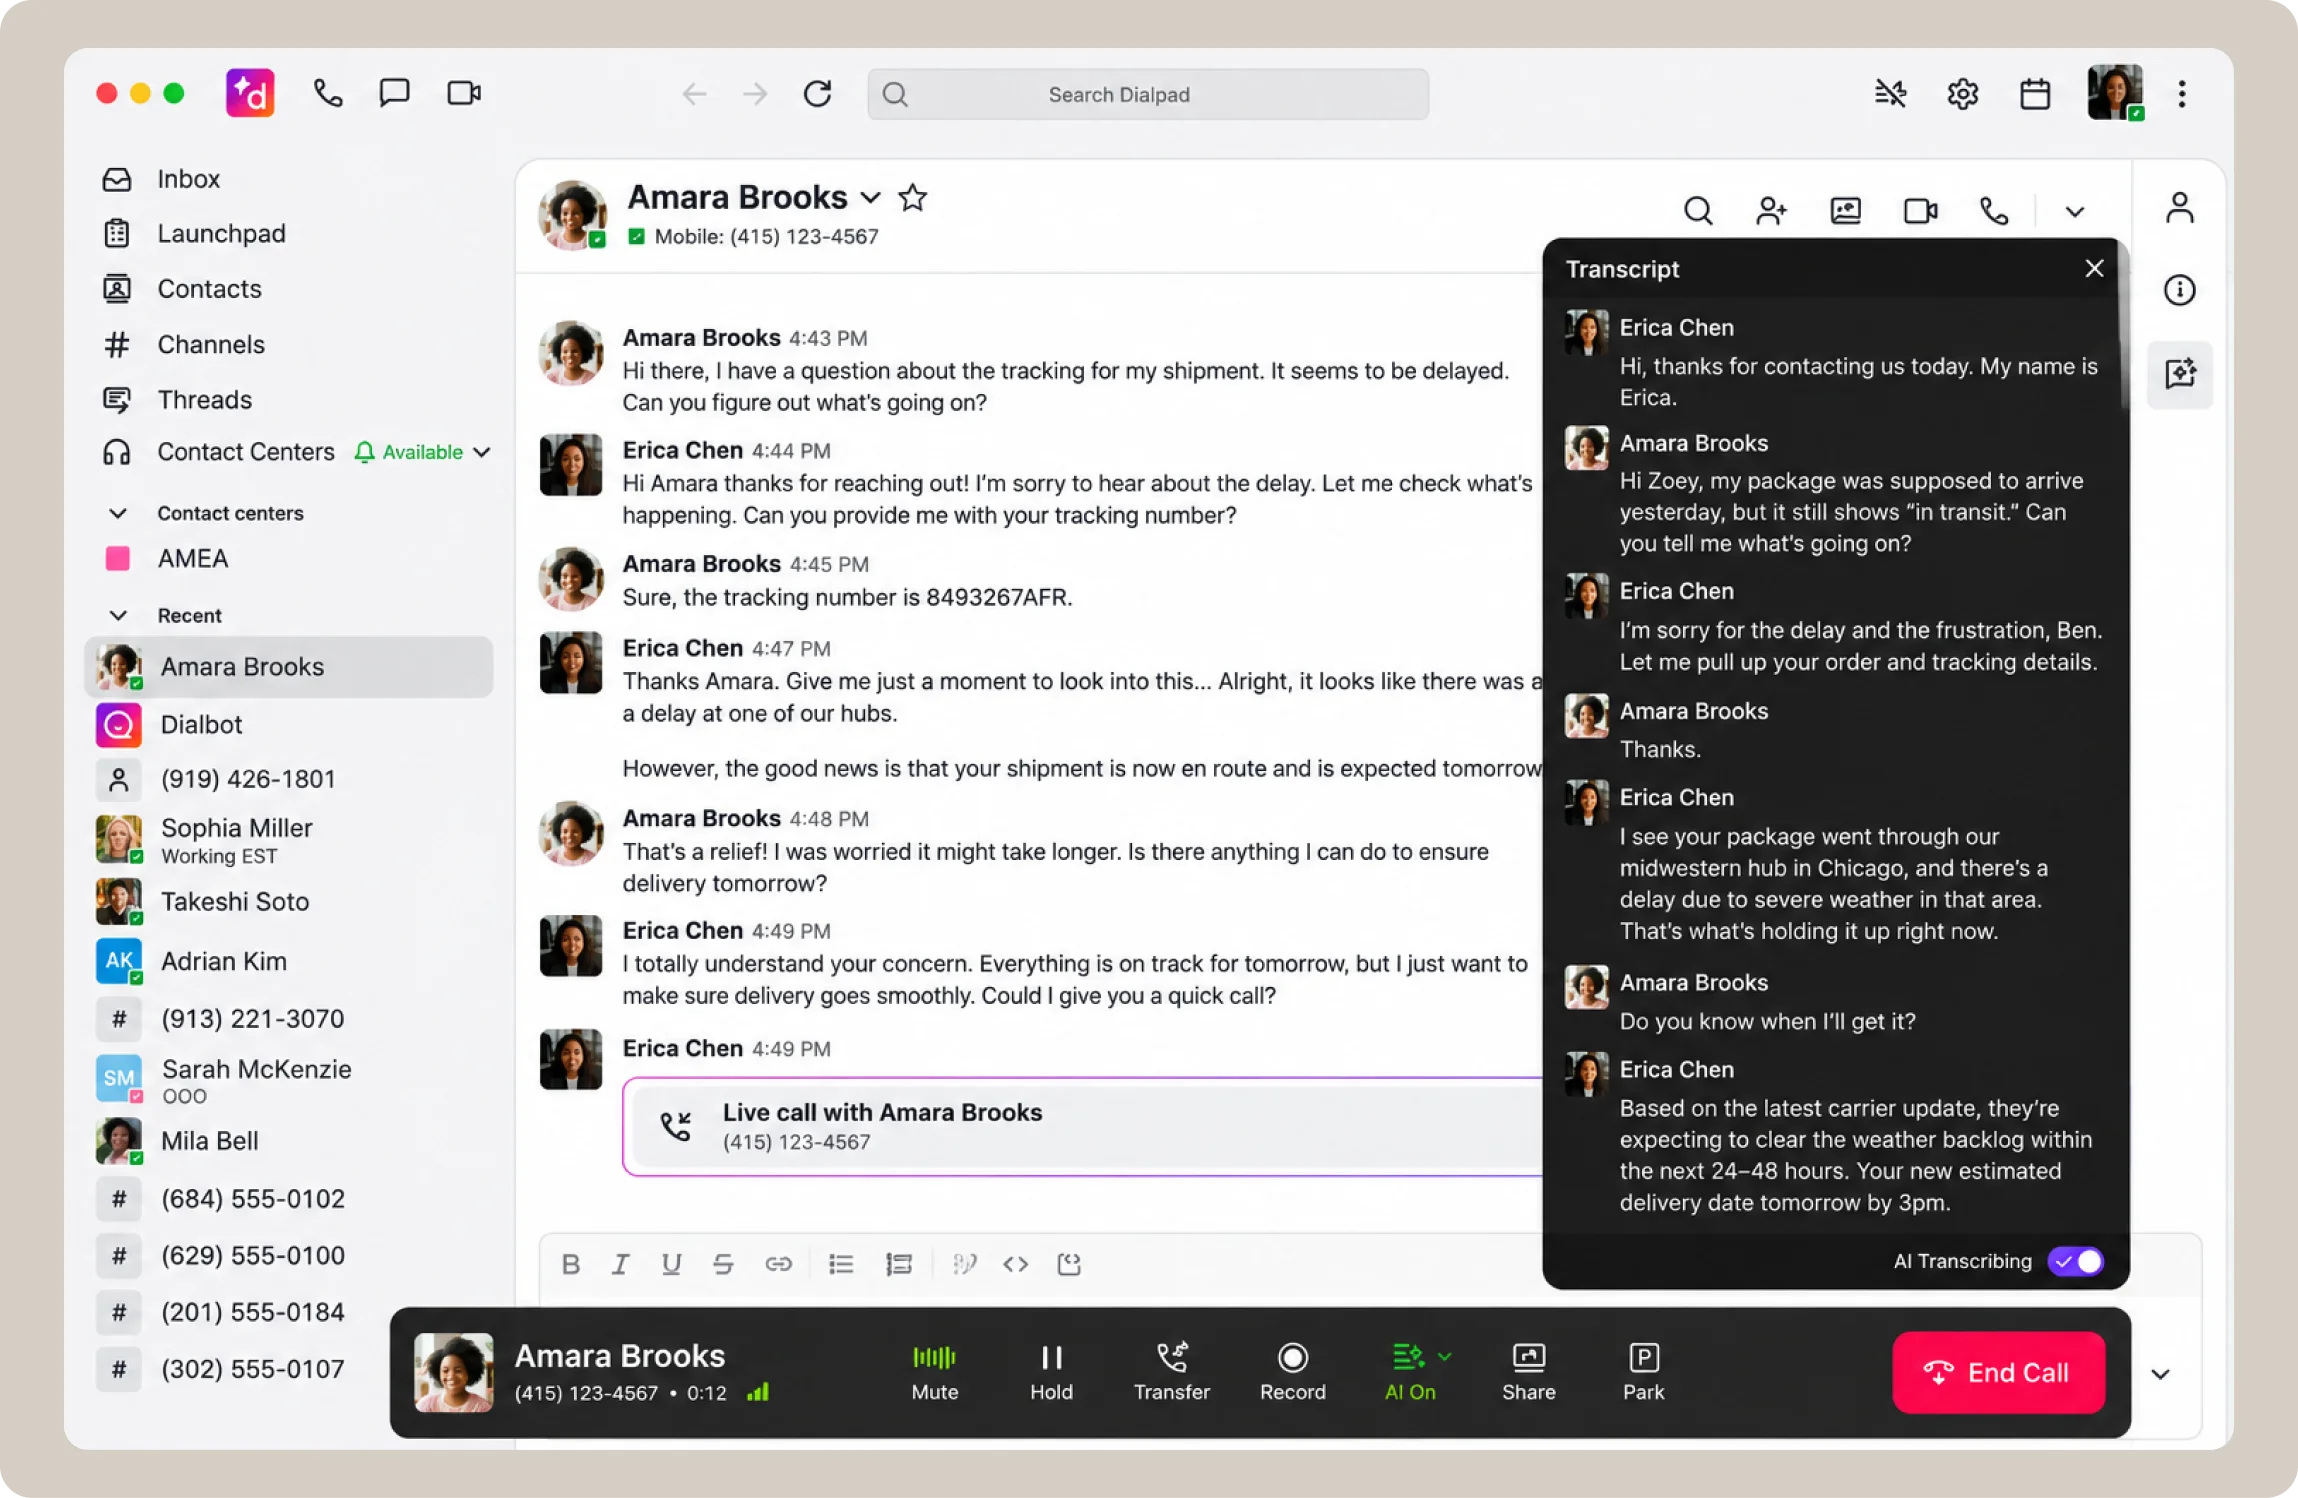 d
Search Dialpad
Inbox
Launchpad
Contacts
Channels
Threads
Contact Centers Available
Contact centers
AMEA
Recent
Amara Brooks
Dialbot
(919) 426-1801
Sophia Miller
Working EST
Takeshi Soto
AK Adrian Kim
# (913) 221-3070
SM Sarah McKenzie
OOO
Mila Bell
# (684) 555-0102
# (629) 555-0100
# (201) 555-0184
# (302) 555-0107
Amara Brooks
Mobile: (415) 123-4567
Amara Brooks 4:43 PM
Hi there, I have a question about the tracking for my shipment. It seems to be delayed.
Can you figure out what's going on?
Erica Chen 4:44 PM
Hi Amara thanks for reaching out! I'm sorry to hear about the delay. Let me check what's
happening. Can you provide me with your tracking number?
Amara Brooks 4:45 PM
Sure, the tracking number is 8493267AFR.
Erica Chen 4:47 PM
Thanks Amara. Give me just a moment to look into this... Alright, it looks like there was a
a delay at one of our hubs.
However, the good news is that your shipment is now en route and is expected tomorrow
Amara Brooks 4:48 PM
That's a relief! I was worried it might take longer. Is there anything I can do to ensure
delivery tomorrow?
Erica Chen 4:49 PM
I totally understand your concern. Everything is on track for tomorrow, but I just want to
make sure delivery goes smoothly. Could I give you a quick call?
Erica Chen 4:49 PM
Live call with Amara Brooks
(415) 123-4567
B I U S
Transcript
Erica Chen
Hi, thanks for contacting us today. My name is
Erica.
Amara Brooks
Hi Zoey, my package was supposed to arrive
yesterday, but it still shows “in transit.” Can
you tell me what's going on?
Erica Chen
I'm sorry for the delay and the frustration, Ben.
Let me pull up your order and tracking details.
Amara Brooks
Thanks.
Erica Chen
I see your package went through our
midwestern hub in Chicago, and there's a
delay due to severe weather in that area.
That's what's holding it up right now.
Amara Brooks
Do you know when I'll get it?
Erica Chen
Based on the latest carrier update, they're
expecting to clear the weather backlog within
the next 24–48 hours. Your new estimated
delivery date tomorrow by 3pm.
AI Transcribing
Amara Brooks
(415) 123-4567 • 0:12
Mute
Hold
Transfer
Record
AI On
Share
P
Park
End Call